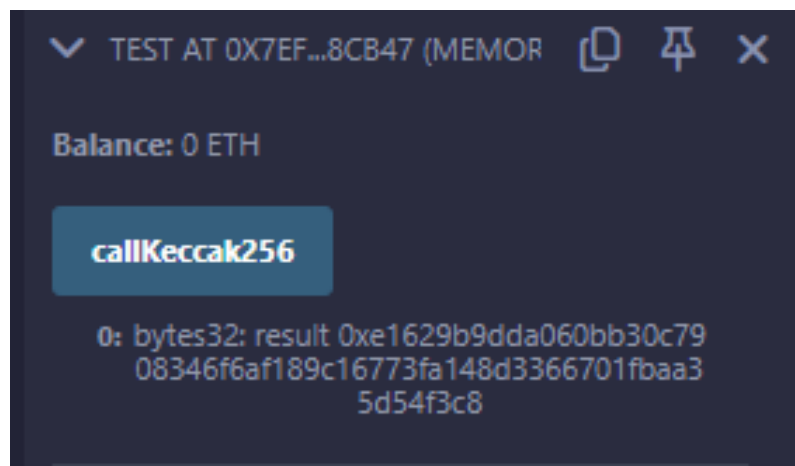 TEST AT 0X7EF...8CB47 (MEMOR
Balance: 0 ETH
callKeccak256
0: bytes32: result 0xe1629b9dda060bb30c79
08346f6af189c16773fa148d3366701fbaa3
5d54f3c8